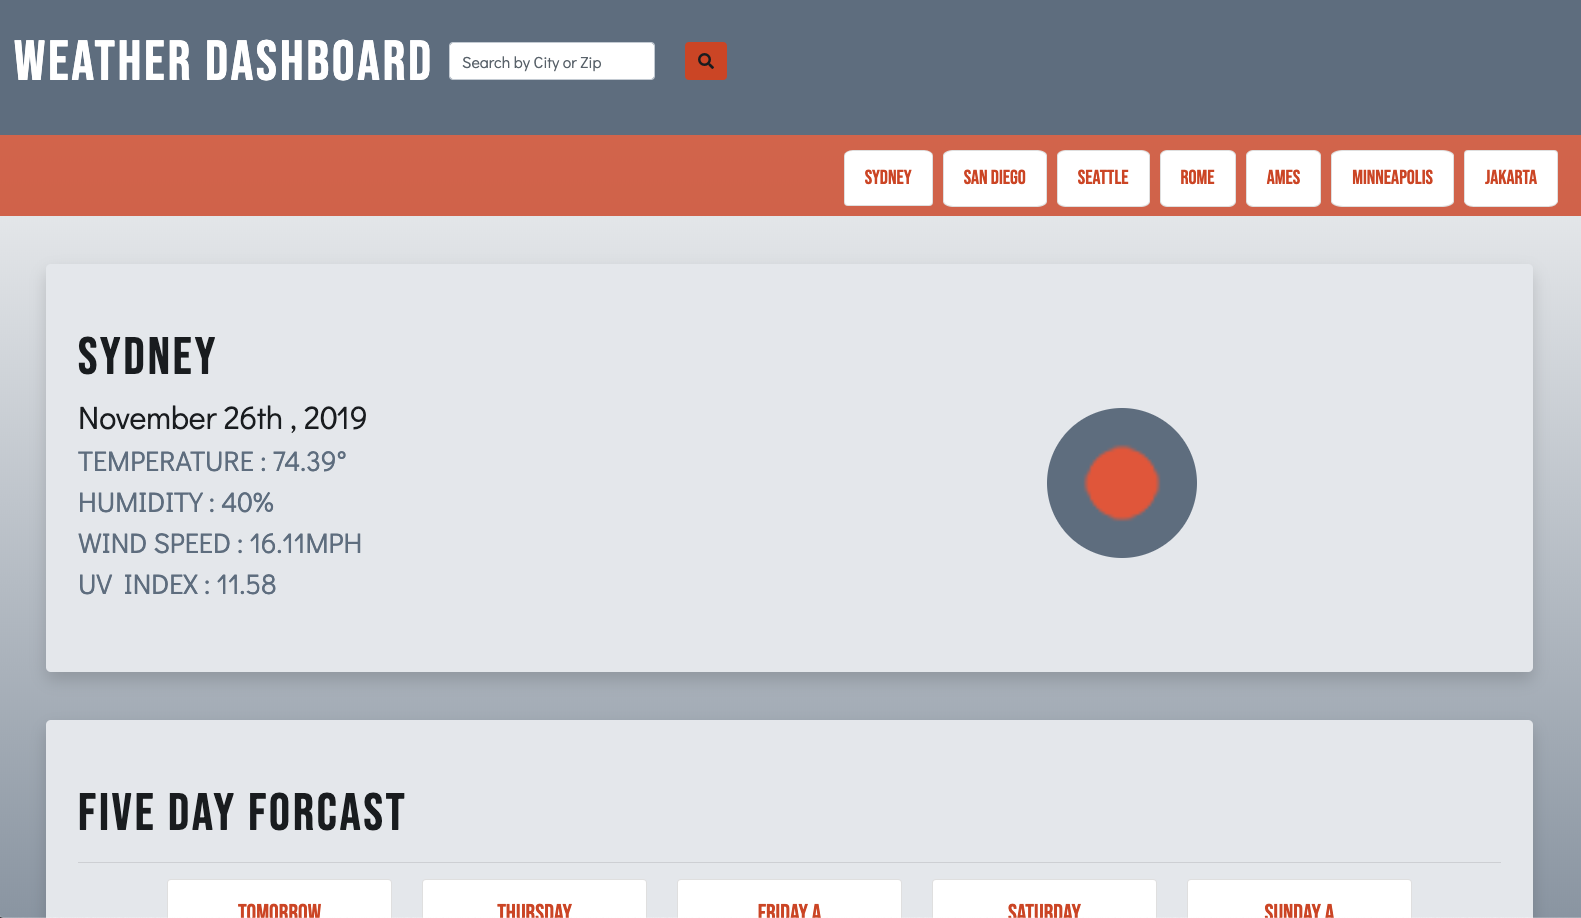 WEATHER DASHBOARD
Search by City or Zip
SYDNEY SAN DIEGO SEATTLE ROME AMES MINNEAPOLIS JAKARTA
SYDNEY
November 26th , 2019
TEMPERATURE : 74.39°
HUMIDITY : 40%
WIND SPEED : 16.11MPH
UV INDEX : 11.58
FIVE DAY FORCAST
TOMORROW THURSDAY FRIDAY A SATURDAY SUNDAY A